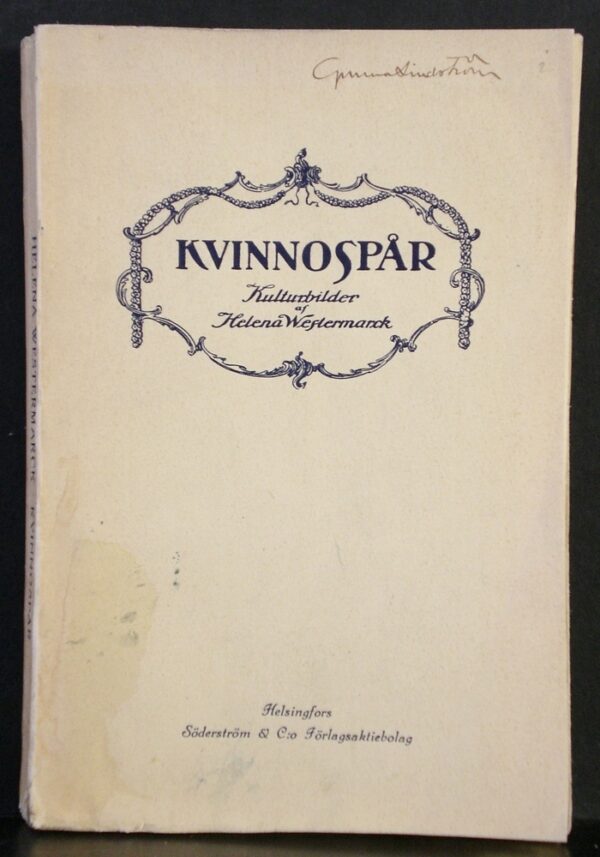 KVINNOSPÅR
Kulturbilder
af
Helena Westermarck
Helsingfors
Söderström & C:o Förlagsaktiebolag
HELENA WESTERMARCK KVINNOSPÅR